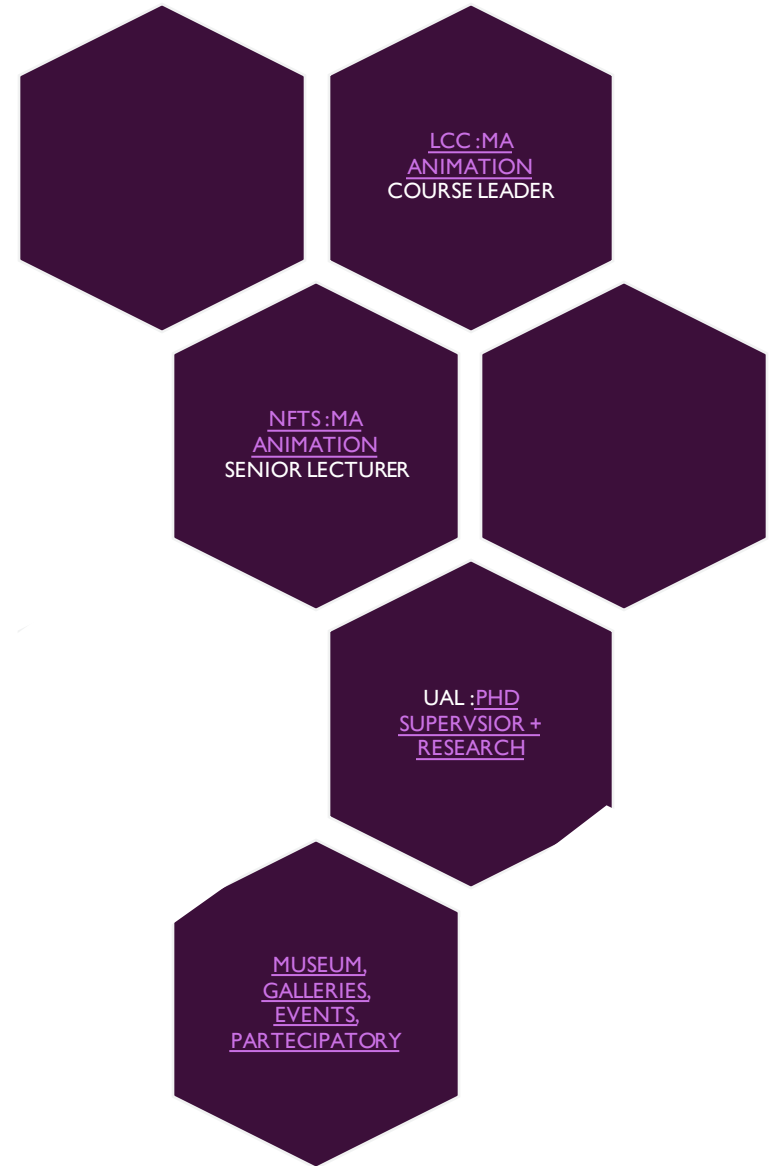 LCC :MA
ANIMATION
COURSE LEADER
NFTS :MA
ANIMATION
SENIOR LECTURER
UAL :PHD
SUPERVSIOR +
RESEARCH
MUSEUM,
GALLERIES,
EVENTS,
PARTECIPATORY